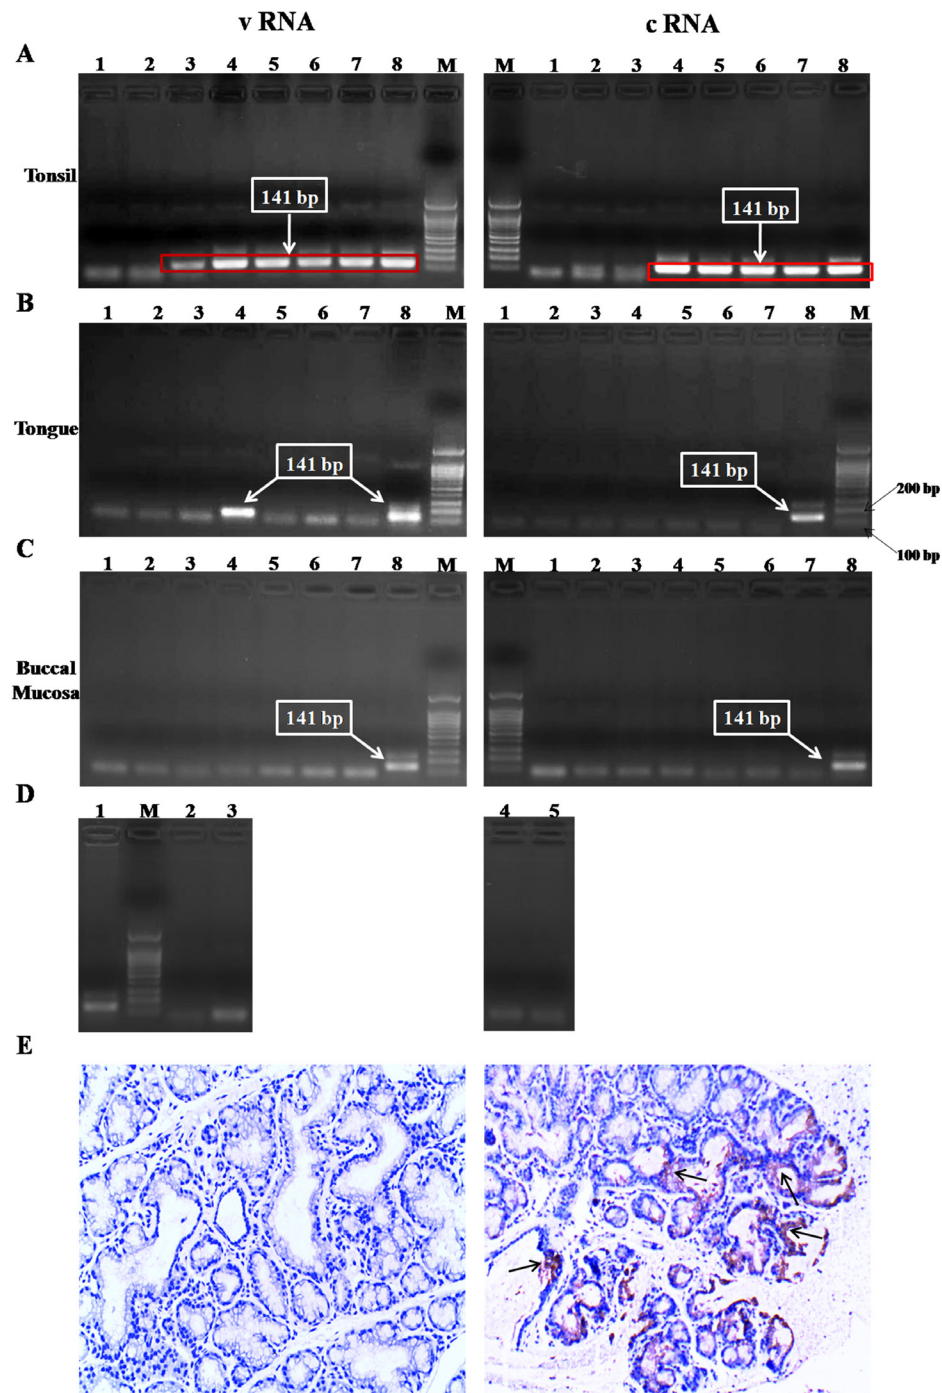 v RNA
c RNA
A
1 2 3 4 5 6 7 8 M
M 1 2 3 4 5 6 7 8
Tonsil
141 bp
141 bp
B
1 2 3 4 5 6 7 8 M
1 2 3 4 5 6 7 8 M
Tongue
141 bp
141 bp
200 bp
100 bp
C
1 2 3 4 5 6 7 8 M
M 1 2 3 4 5 6 7 8
Buccal
Mucosa
141 bp
141 bp
D
1 M 2 3
4 5
E